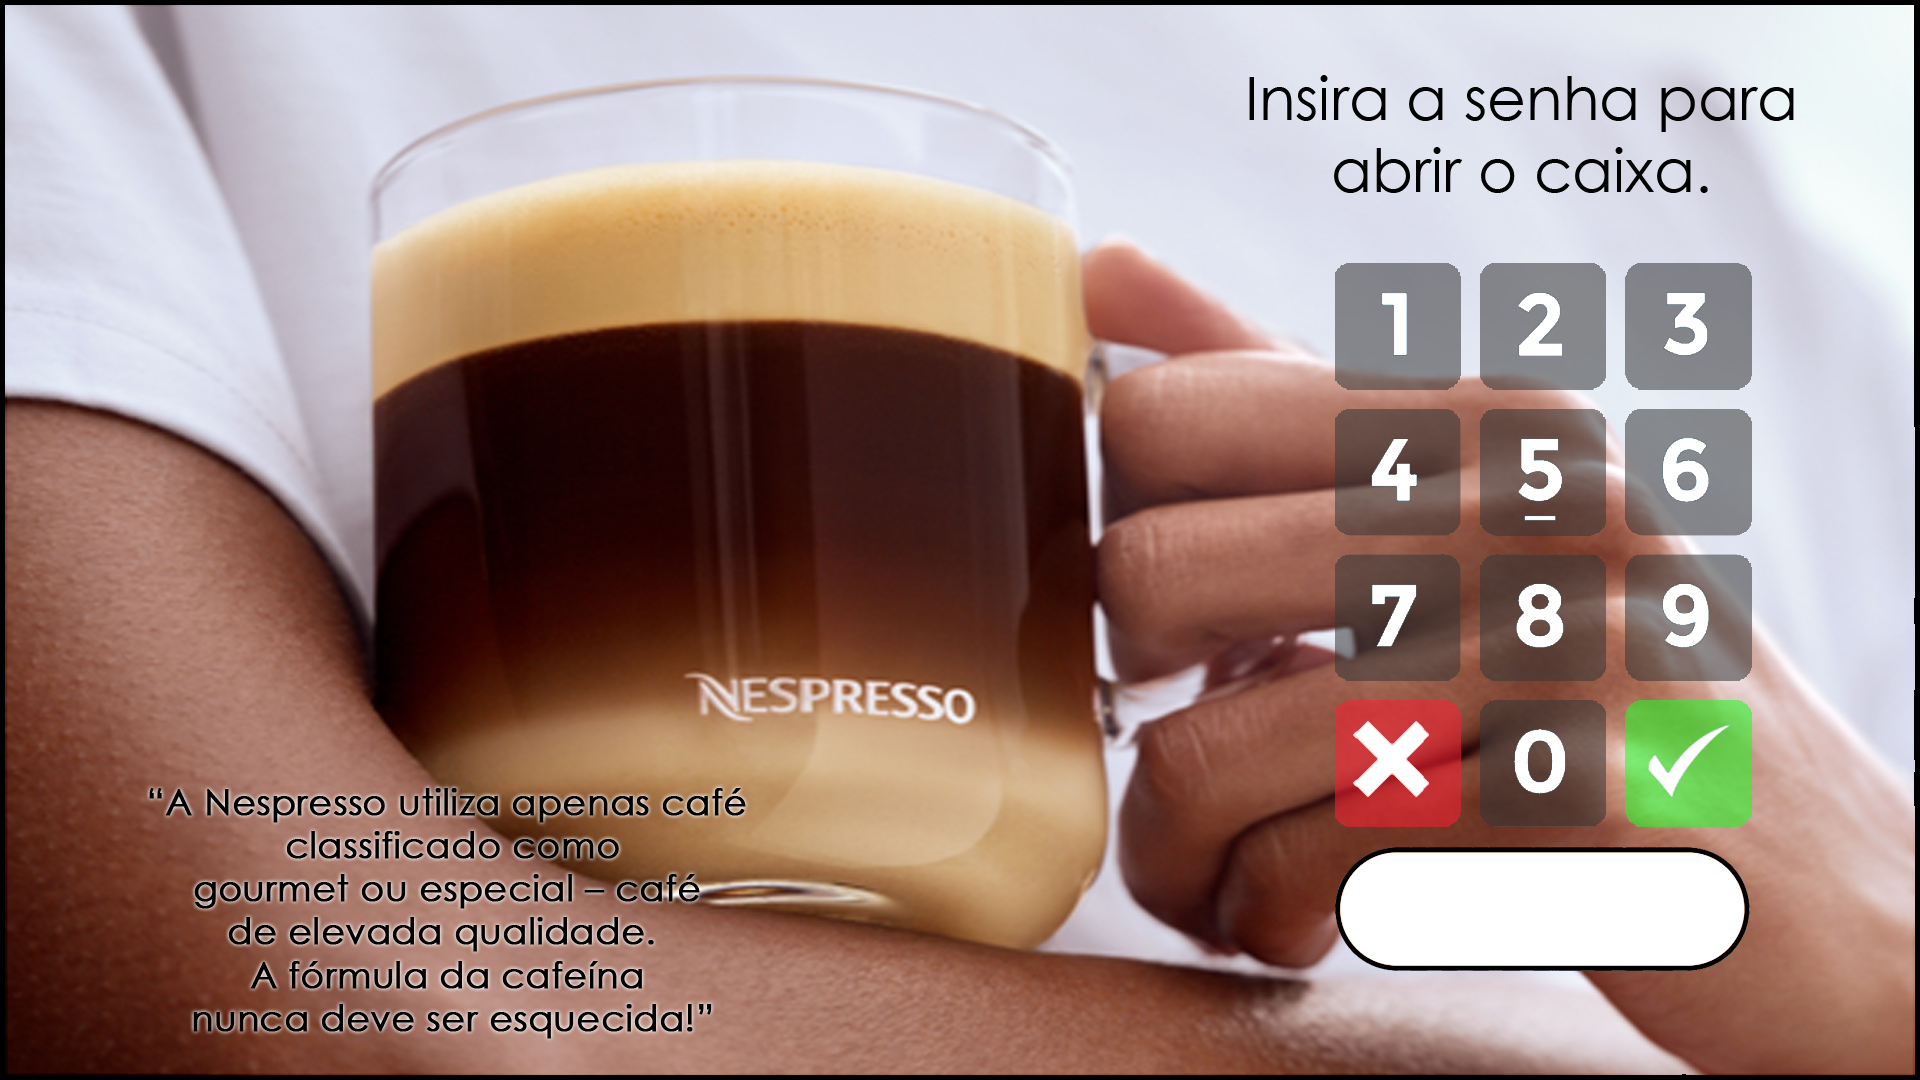 Insira a senha para
abrir o caixa.
1 2 3
4 5 6
7 8 9
0
NESPRESSO
“A Nespresso utiliza apenas café
classificado como
gourmet ou especial – café
de elevada qualidade.
A fórmula da cafeína
nunca deve ser esquecida!”